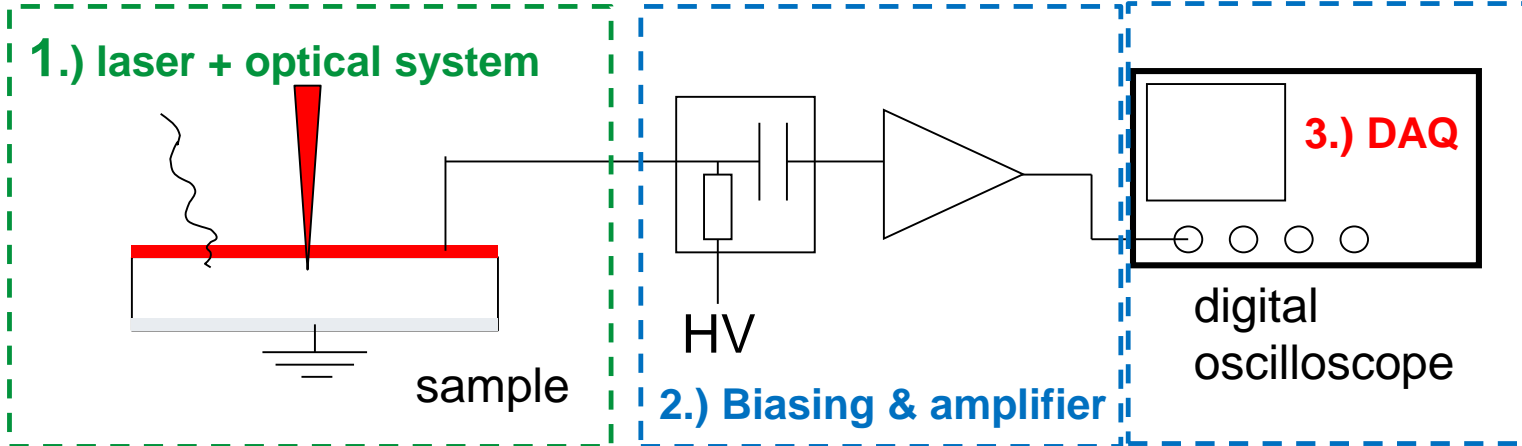 1.) laser + optical system
3.) DAQ
HV
digital
oscilloscope
sample
2.) Biasing & amplifier